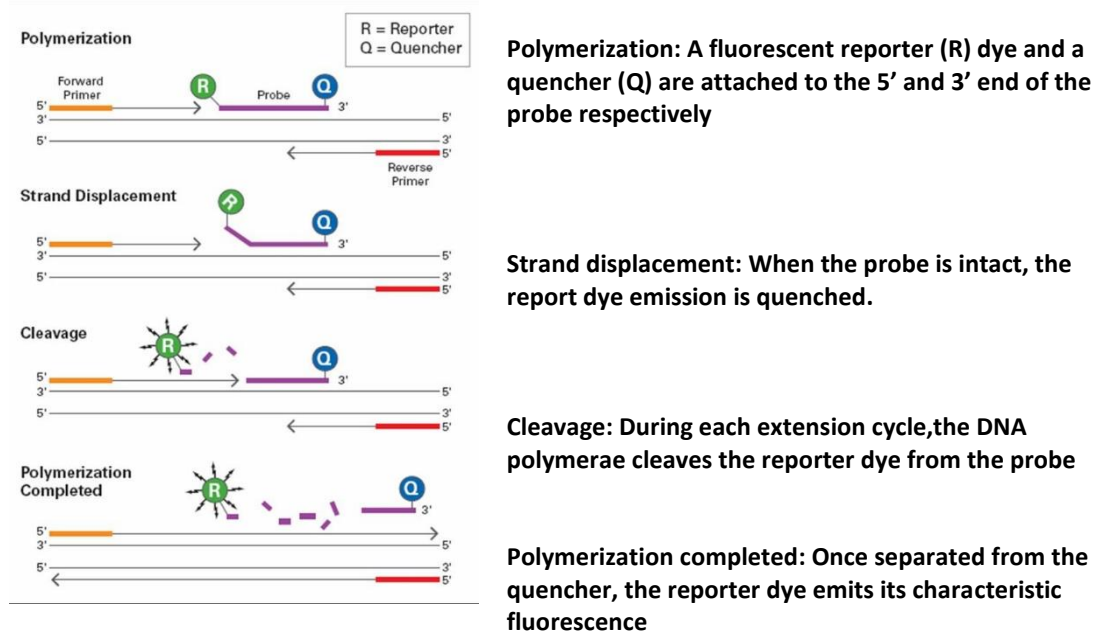 Polymerization
R = Reporter
Q = Quencher
Forward
Primer
R
Probe
Q
5'
3'
3'
5'
5'
3'
5'
Reverse
Primer
Strand Displacement
R
Q
5'
3'
3'
5'
5'
3'
5'
Cleavage
R
Q
5'
3'
3'
5'
5'
3'
5'
Polymerization
Completed
R
Q
3'
5'
3'
5'
5'
3'
5'
Polymerization: A fluorescent reporter (R) dye and a
quencher (Q) are attached to the 5’ and 3’ end of the
probe respectively
Strand displacement: When the probe is intact, the
report dye emission is quenched.
Cleavage: During each extension cycle,the DNA
polymerae cleaves the reporter dye from the probe
Polymerization completed: Once separated from the
quencher, the reporter dye emits its characteristic
fluorescence